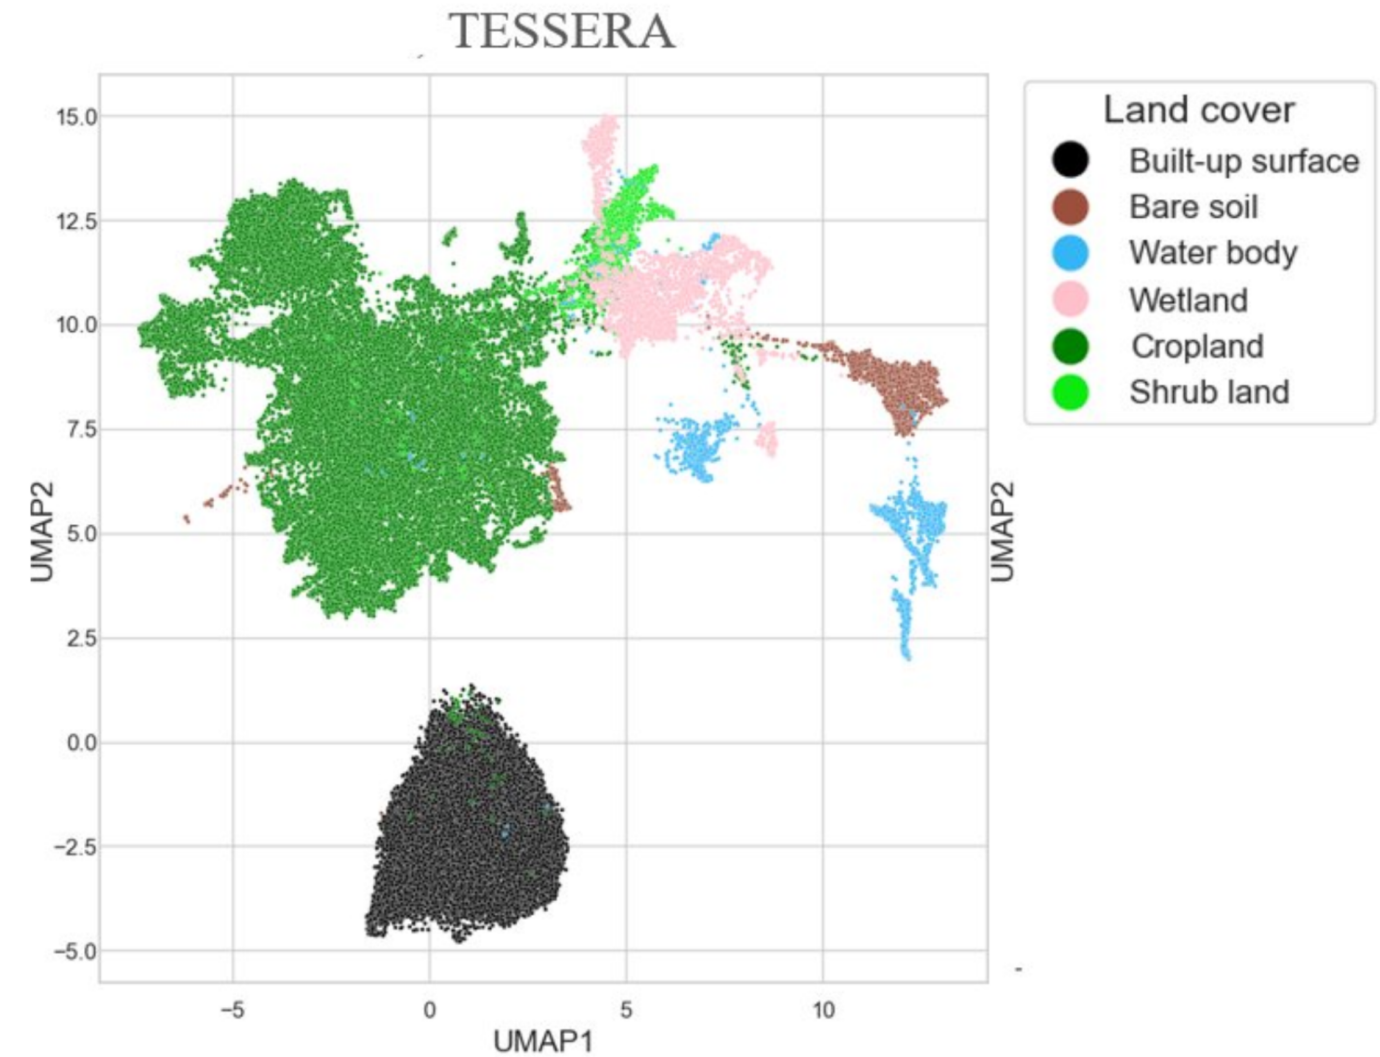 TESSERA
15.0
12.5
10.0
7.5
5.0
2.5
0.0
−2.5
−5.0
UMAP2
−5
0
5
10
UMAP1
UMAP2
Land cover
Built-up surface
Bare soil
Water body
Wetland
Cropland
Shrub land